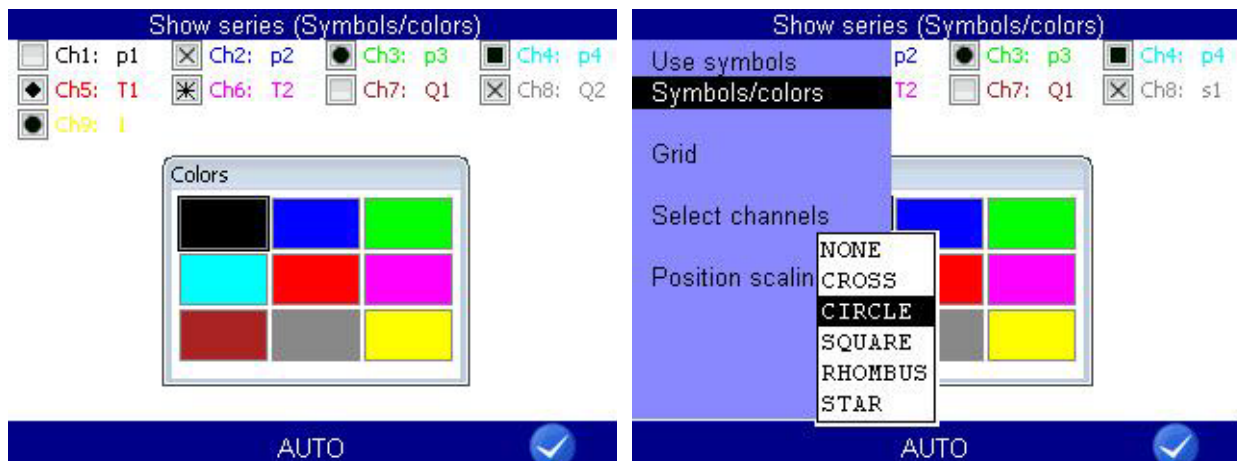 Show series (Symbols/colors)
Ch1: p1 Ch2: p2 Ch3: p3 Ch4: p4
Ch5: T1 Ch6: T2 Ch7: Q1 Ch8: Q2
Ch9: I
Colors
AUTO
Show series (Symbols/colors)
Use symbols p2 Ch3: p3 Ch4: p4
Symbols/colors T2 Ch7: Q1 Ch8: s1
Grid
Select channels
Position scalin
NONE
CROSS
CIRCLE
SQUARE
RHOMBUS
STAR
AUTO